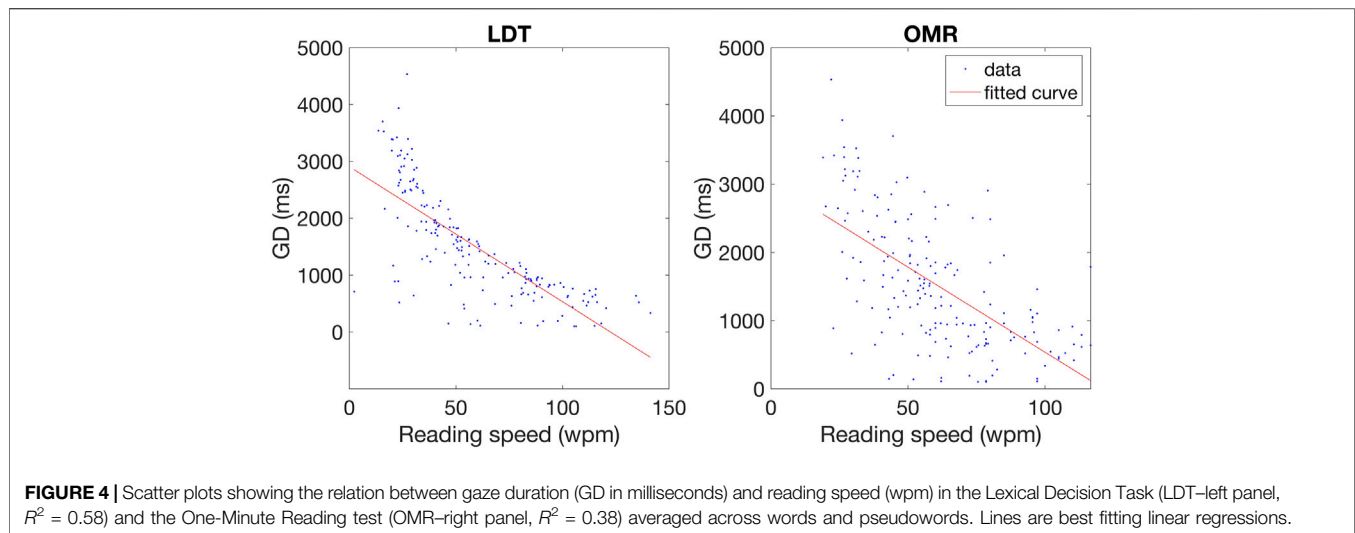 LDT
5000
4000
3000
2000
1000
0
GD (ms)
0 50 100 150
Reading speed (wpm)
OMR
5000
4000
3000
2000
1000
0
GD (ms)
data
fitted curve
0 50 100
Reading speed (wpm)
FIGURE 4 | Scatter plots showing the relation between gaze duration (GD in milliseconds) and reading speed (wpm) in the Lexical Decision Task (LDT–left panel,
R² = 0.58) and the One-Minute Reading test (OMR–right panel, R² = 0.38) averaged across words and pseudowords. Lines are best fitting linear regressions.